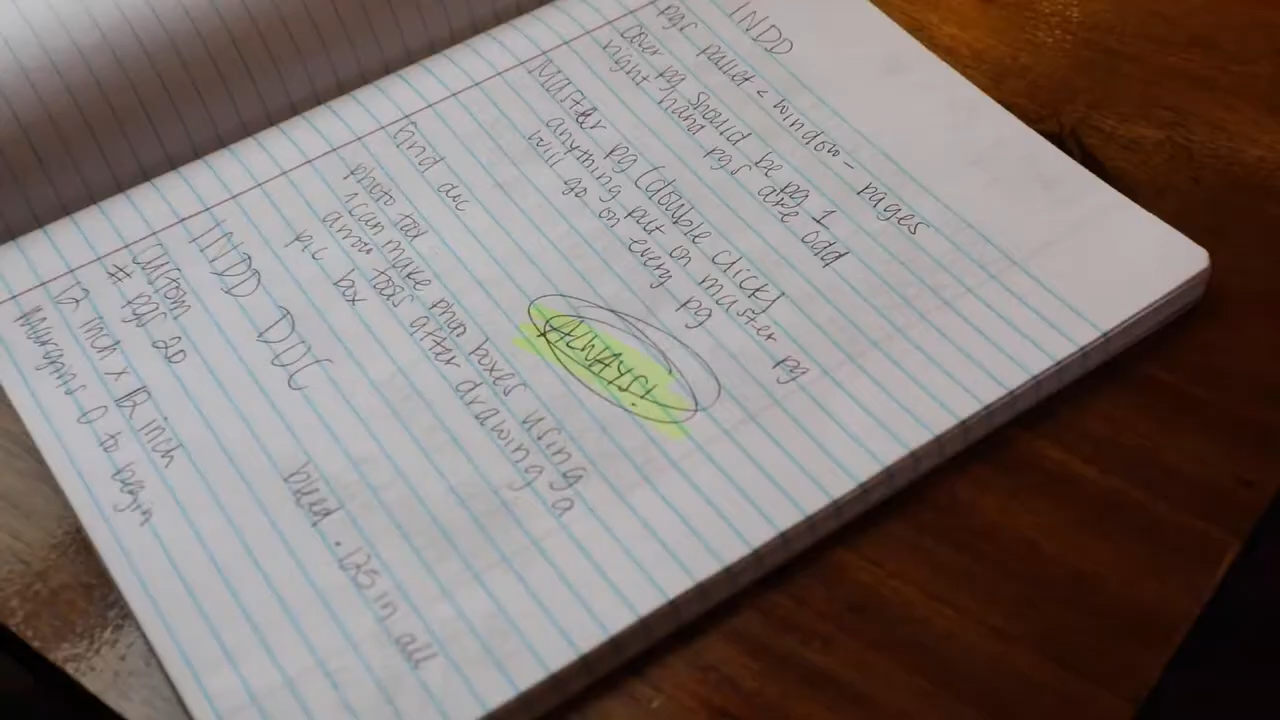 INDD
pgs pallet < window - pages
cover pg should be pg 1
right hand pgs are odd
Master pg (double click)
anything put on master pg
will go on every pg
ALWAYS!
find doc
photo tool
can make photo boxes using
arrow tools after drawing a
pic box
INDD DOC
custom
# pgs 20
12 inch x 12 inch
margins 0 to begin
bleed .125 in all